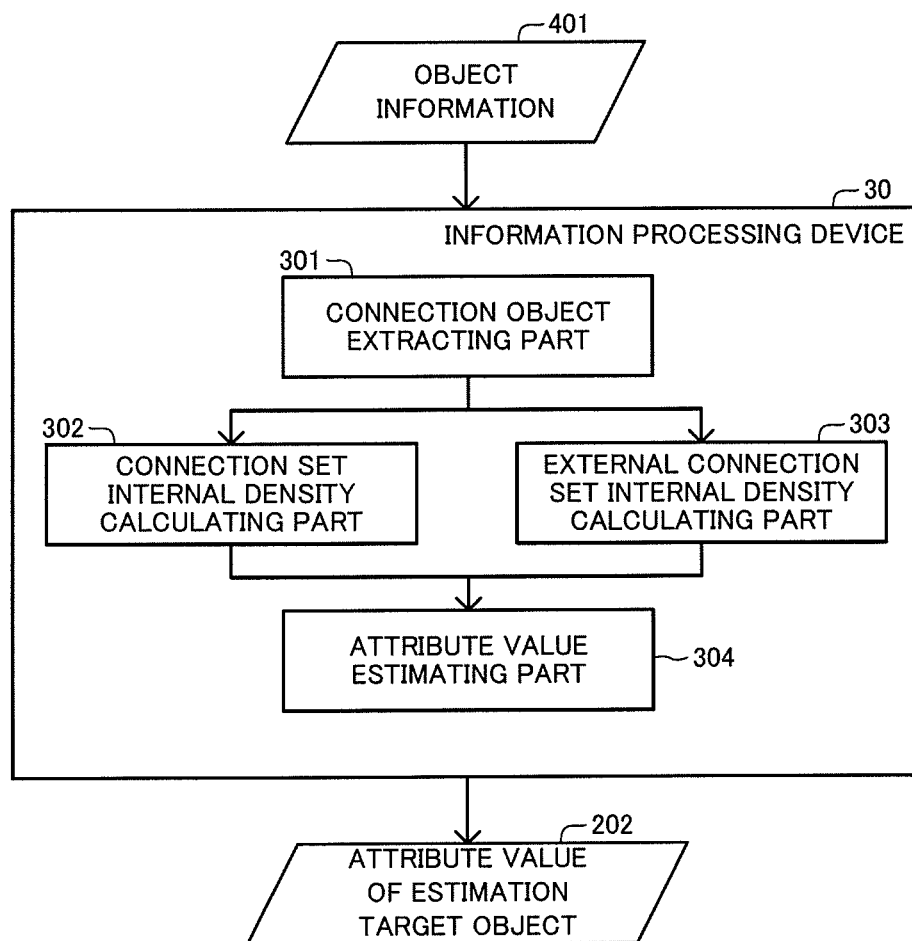 401
OBJECT
INFORMATION
30
INFORMATION PROCESSING DEVICE
301
CONNECTION OBJECT
EXTRACTING PART
302
CONNECTION SET
INTERNAL DENSITY
CALCULATING PART
303
EXTERNAL CONNECTION
SET INTERNAL DENSITY
CALCULATING PART
ATTRIBUTE VALUE
ESTIMATING PART
304
202
ATTRIBUTE VALUE
OF ESTIMATION
TARGET OBJECT